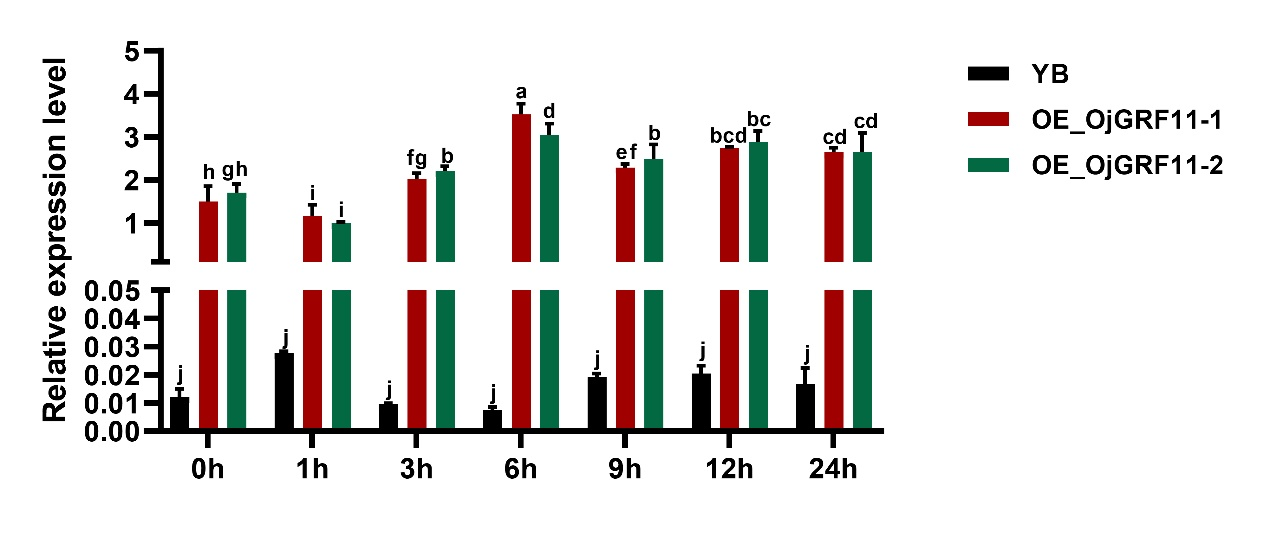 Relative expression level
5
4
3
2
1
0.05
0.04
0.03
0.02
0.01
0.00
j h gh
j i i
j fg b
j a d
j ef b
j bcd bc
j cd cd
0h 1h 3h 6h 9h 12h 24h
YB
OE_OjGRF11-1
OE_OjGRF11-2